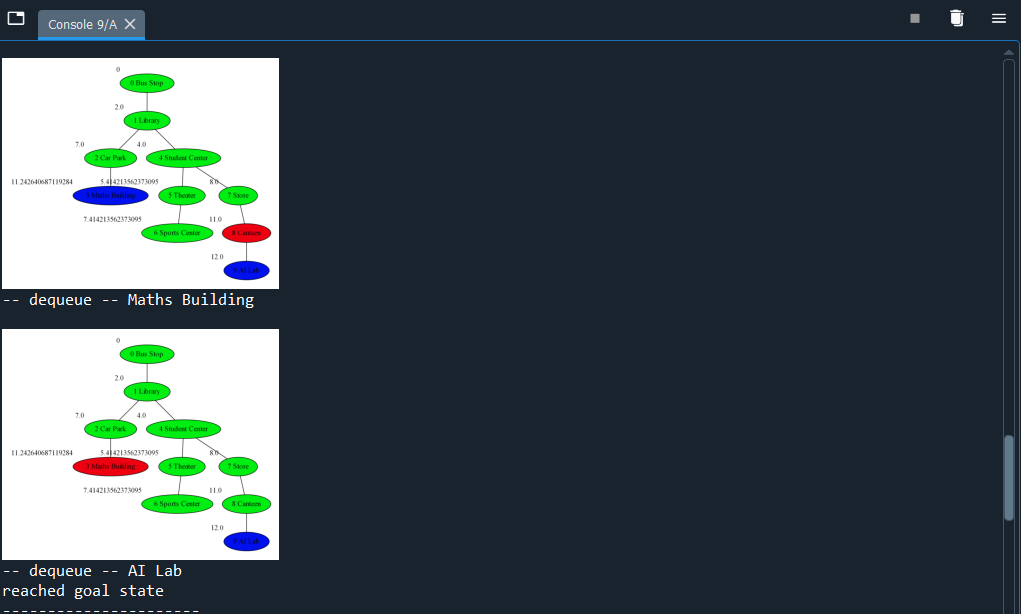 Console 9/A
0
0 Bus Stop
2.0
1 Library
7.0
4.0
2 Car Park
4 Student Center
11.242640687119284
5.414213562373095
8.0
3 Maths Building
5 Theater
7 Store
7.414213562373095
11.0
6 Sports Center
8 Canteen
12.0
9 AI Lab
-- dequeue -- Maths Building
0
0 Bus Stop
2.0
1 Library
7.0
4.0
2 Car Park
4 Student Center
11.242640687119284
5.414213562373095
8.0
3 Maths Building
5 Theater
7 Store
7.414213562373095
11.0
6 Sports Center
8 Canteen
12.0
9 AI Lab
-- dequeue -- AI Lab
reached goal state
----------------------